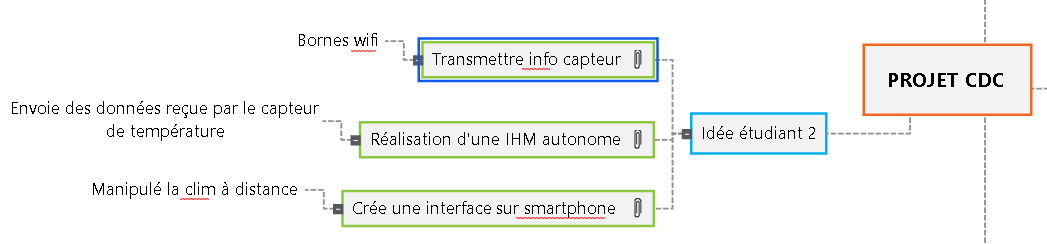 Bornes wifi
Transmettre info capteur
PROJET CDC
Envoie des données reçue par le capteur
de température
Réalisation d'une IHM autonome
Idée étudiant 2
Manipulé la clim à distance
Crée une interface sur smartphone